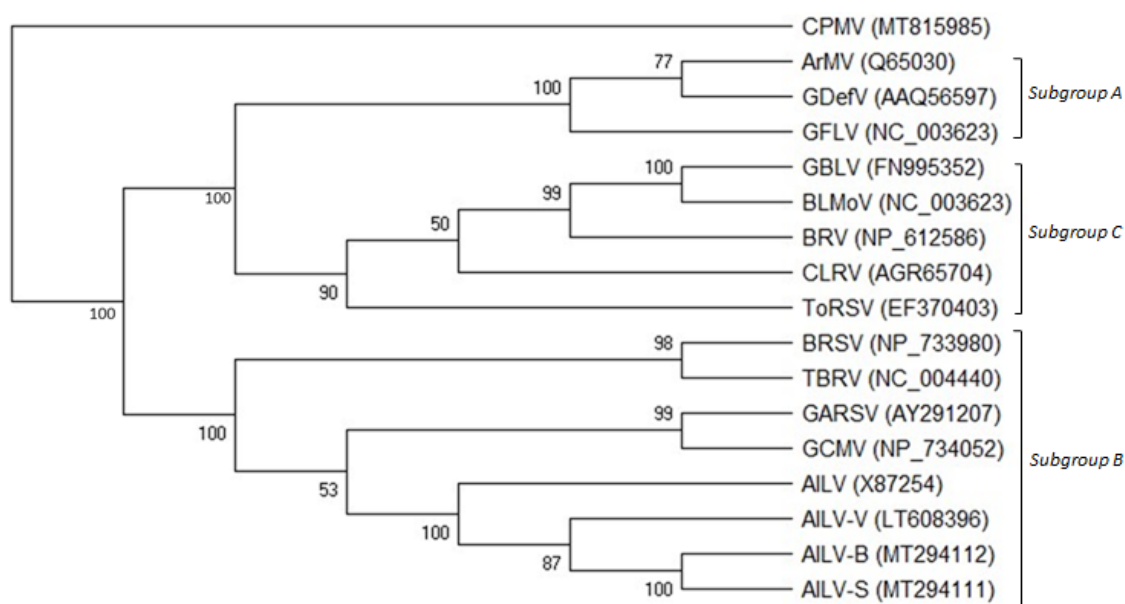 CPMV (MT815985)
77
ArMV (Q65030)
100
GDefV (AAQ56597)
Subgroup A
GFLV (NC_003623)
100
GBLV (FN995352)
100
99
BLMoV (NC_003623)
50
BRV (NP_612586)
Subgroup C
CLRV (AGR65704)
90
ToRSV (EF370403)
100
98
BRSV (NP_733980)
TBRV (NC_004440)
99
GARSV (AY291207)
100
GCMV (NP_734052)
Subgroup B
53
AILV (X87254)
100
AILV-V (LT608396)
87
AILV-B (MT294112)
100
AILV-S (MT294111)